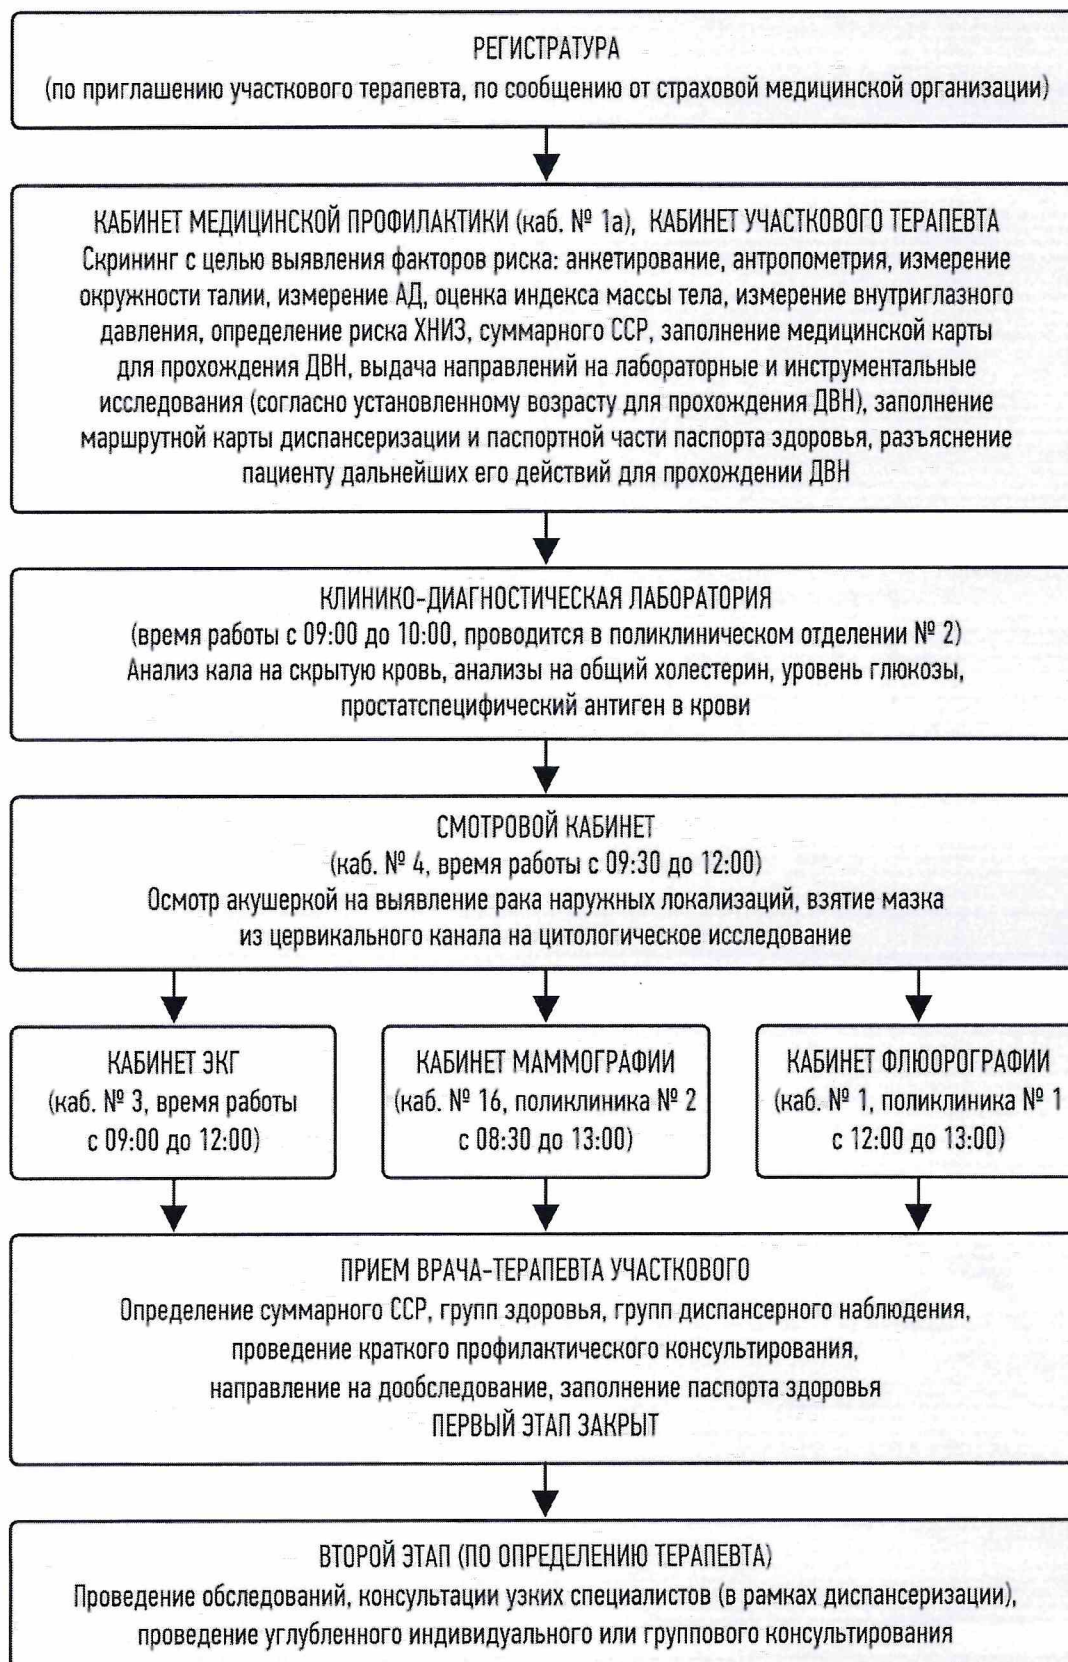 РЕГИСТРАТУРА
(по приглашению участкового терапевта, по сообщению от страховой медицинской организации)
КАБИНЕТ МЕДИЦИНСКОЙ ПРОФИЛАКТИКИ (каб. № 1а), КАБИНЕТ УЧАСТКОВОГО ТЕРАПЕВТА
Скрининг с целью выявления факторов риска: анкетирование, антропометрия, измерение
окружности талии, измерение АД, оценка индекса массы тела, измерение внутриглазного
давления, определение риска ХНИЗ, суммарного ССР, заполнение медицинской карты
для прохождения ДВН, выдача направлений на лабораторные и инструментальные
исследования (согласно установленному возрасту для прохождения ДВН), заполнение
маршрутной карты диспансеризации и паспортной части паспорта здоровья, разъяснение
пациенту дальнейших его действий для прохождении ДВН
КЛИНИКО-ДИАГНОСТИЧЕСКАЯ ЛАБОРАТОРИЯ
(время работы с 09:00 до 10:00, проводится в поликлиническом отделении № 2)
Анализ кала на скрытую кровь, анализы на общий холестерин, уровень глюкозы,
простатспецифический антиген в крови
СМОТРОВОЙ КАБИНЕТ
(каб. № 4, время работы с 09:30 до 12:00)
Осмотр акушеркой на выявление рака наружных локализаций, взятие мазка
из цервикального канала на цитологическое исследование
КАБИНЕТ ЭКГ
(каб. № 3, время работы
с 09:00 до 12:00)
КАБИНЕТ МАММОГРАФИИ
(каб. № 16, поликлиника № 2
с 08:30 до 13:00)
КАБИНЕТ ФЛЮОРОГРАФИИ
(каб. № 1, поликлиника № 1
с 12:00 до 13:00)
ПРИЕМ ВРАЧА-ТЕРАПЕВТА УЧАСТКОВОГО
Определение суммарного ССР, групп здоровья, групп диспансерного наблюдения,
проведение краткого профилактического консультирования,
направление на дообследование, заполнение паспорта здоровья
ПЕРВЫЙ ЭТАП ЗАКРЫТ
ВТОРОЙ ЭТАП (ПО ОПРЕДЕЛЕНИЮ ТЕРАПЕВТА)
Проведение обследований, консультации узких специалистов (в рамках диспансеризации),
проведение углубленного индивидуального или группового консультирования